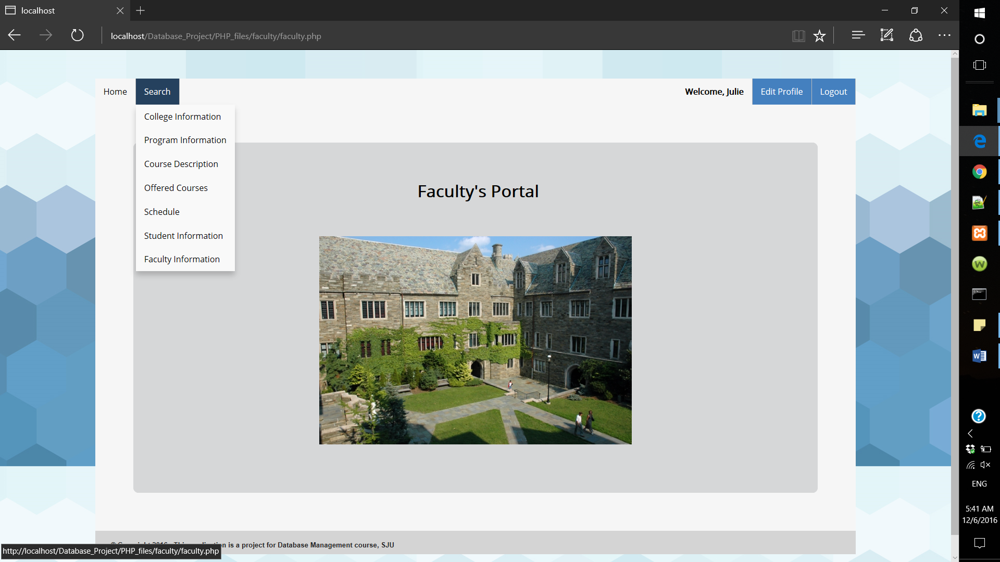 localhost
localhost/Database_Project/PHP_files/faculty/faculty.php
Home
Search
Welcome, Julie
Edit Profile
Logout
College Information
Program Information
Course Description
Offered Courses
Schedule
Student Information
Faculty Information
Faculty's Portal
is a project for Database Management course, SJU
http://localhost/Database_Project/PHP_files/faculty/faculty.php
ENG
5:41 AM
12/6/2016